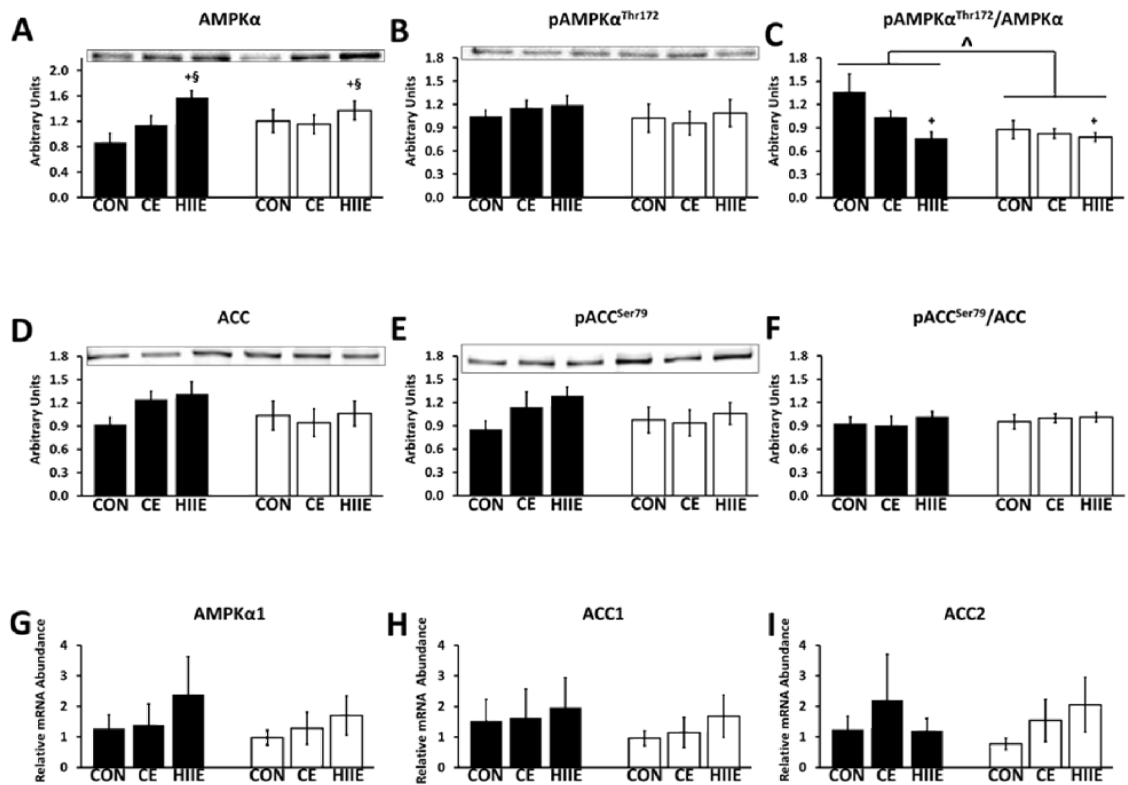 A
AMPKα
Arbitrary Units
2.0
1.6
1.2
0.8
0.4
0.0
+§
+§
CON CE HIIE CON CE HIIE
B
pAMPKαThr172
Arbitrary Units
1.8
1.5
1.2
0.9
0.6
0.3
0.0
CON CE HIIE CON CE HIIE
C
pAMPKαThr172/AMPKα
Arbitrary Units
1.8
1.5
1.2
0.9
0.6
0.3
0.0
^
+
+
CON CE HIIE CON CE HIIE
D
ACC
Arbitrary Units
1.8
1.5
1.2
0.9
0.6
0.3
0.0
CON CE HIIE CON CE HIIE
E
pACCSer79
Arbitrary Units
1.8
1.5
1.2
0.9
0.6
0.3
0.0
CON CE HIIE CON CE HIIE
F
pACCSer79/ACC
Arbitrary Units
1.8
1.5
1.2
0.9
0.6
0.3
0.0
CON CE HIIE CON CE HIIE
G
AMPKα1
Relative mRNA Abundance
4
3
2
1
0
CON CE HIIE CON CE HIIE
H
ACC1
Relative mRNA Abundance
4
3
2
1
0
CON CE HIIE CON CE HIIE
I
ACC2
Relative mRNA Abundance
4
3
2
1
0
CON CE HIIE CON CE HIIE